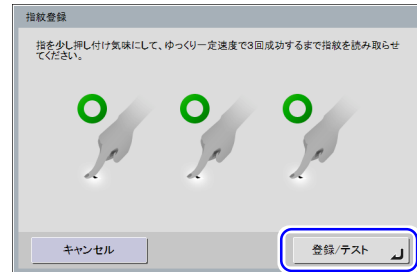 指紋登録
指を少し押し付け気味にして、ゆっくり一定速度で3回成功するまで指紋を読み取らせ
てください。
キャンセル
登録/テスト